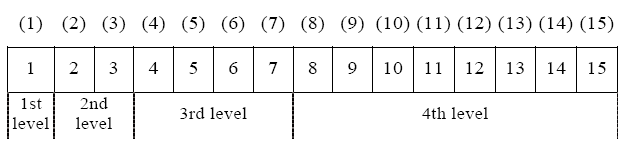 (1) (2) (3) (4) (5) (6) (7) (8) (9) (10) (11) (12) (13) (14) (15)
1 2 3 4 5 6 7 8 9 10 11 12 13 14 15
1st level 2nd level 3rd level 4th level